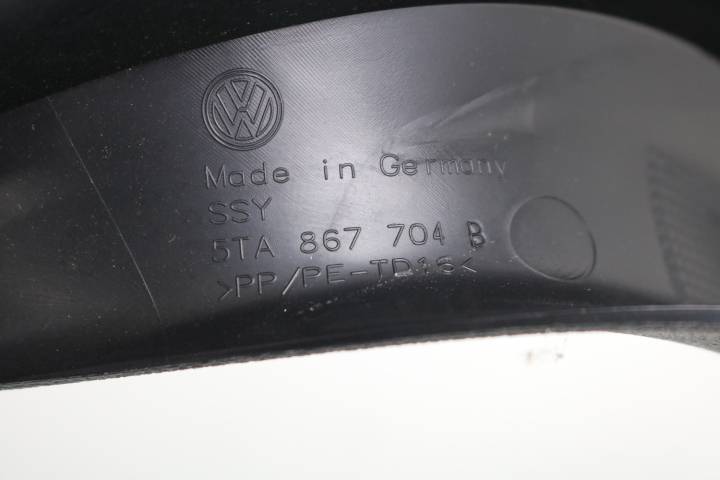 Made in Germany
SSY
5TA 867 704 B
>PP/PE-TD16<